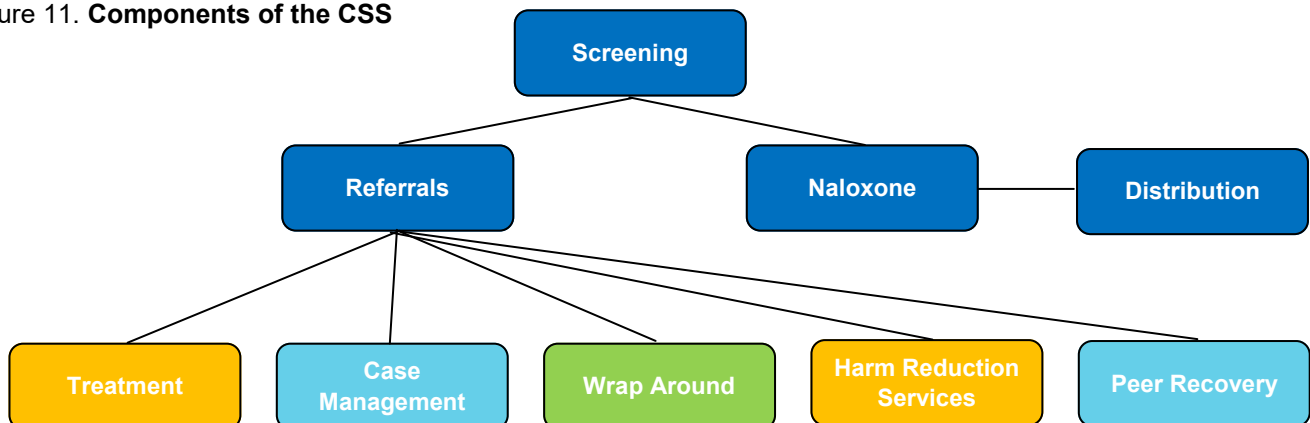 ure 11. Components of the CSS
Screening
Referrals
Naloxone
Distribution
Treatment
Case
Management
Wrap Around
Harm Reduction
Services
Peer Recovery